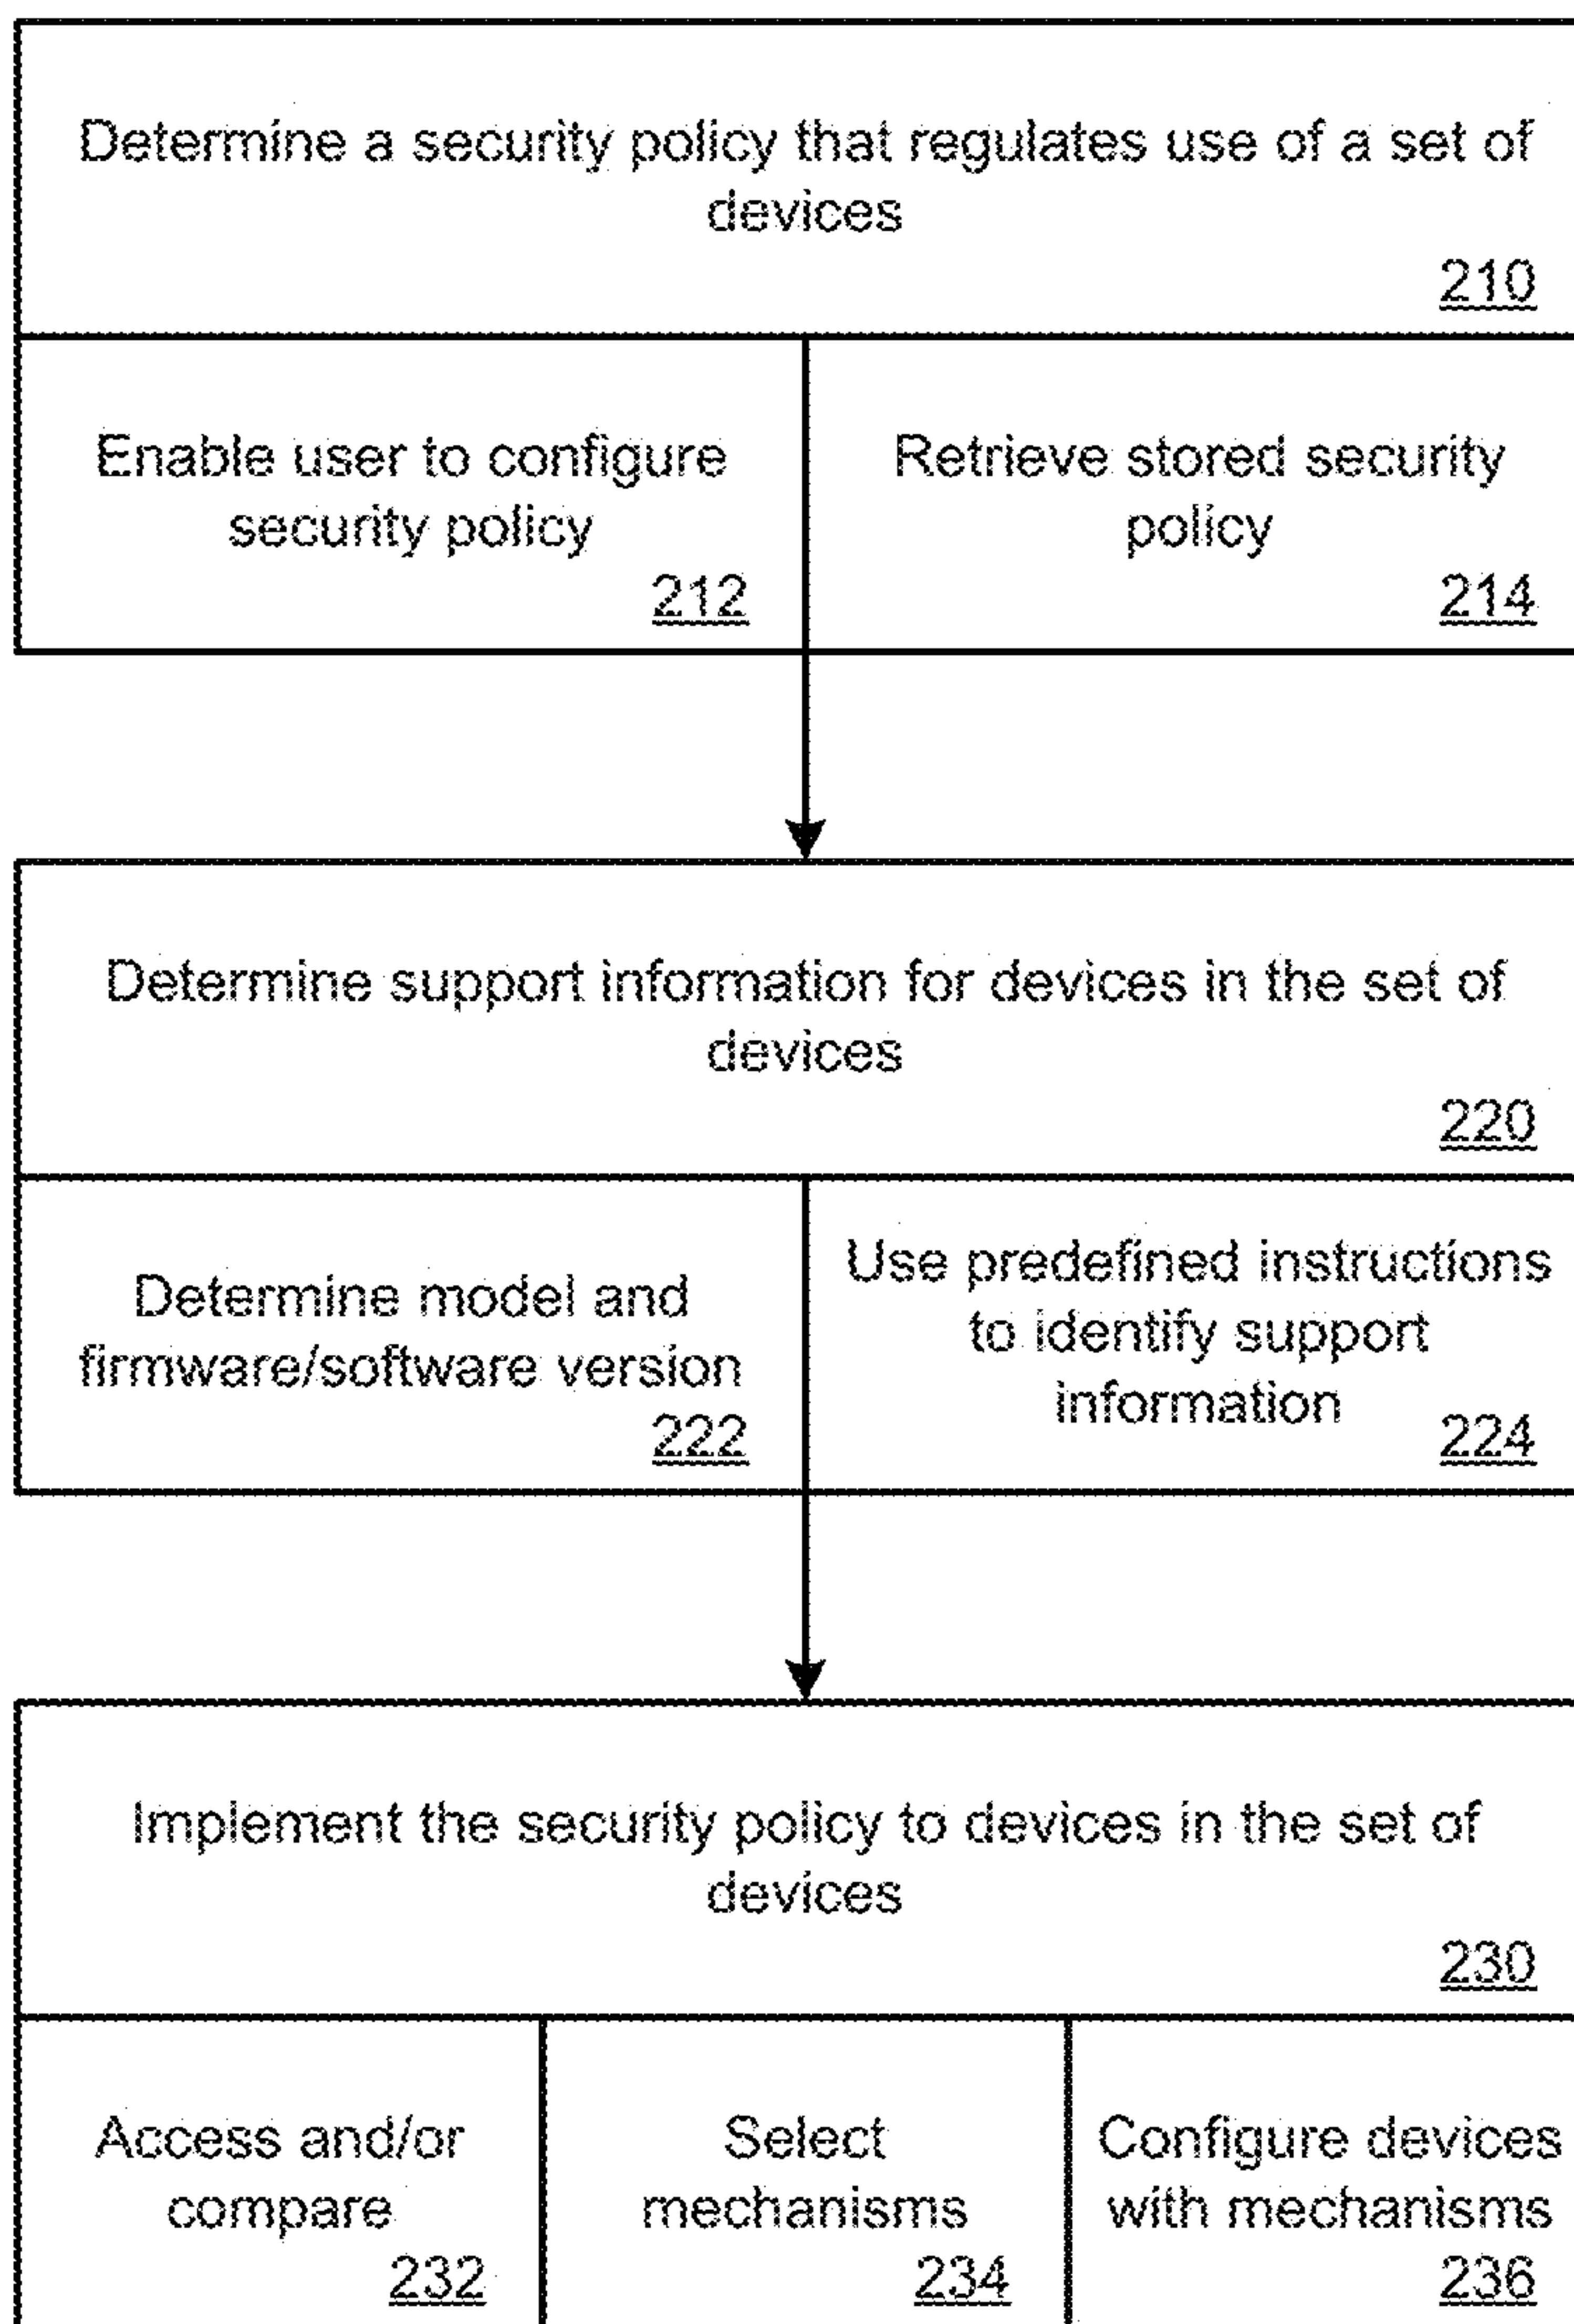 Determine a security policy that regulates use of a set of
devices
210
Enable user to configure
security policy
212
Retrieve stored security
policy
214
Determine support information for devices in the set of
devices
220
Determine model and
firmware/software version
222
Use predefined instructions
to identify support
information
224
Implement the security policy to devices in the set of
devices
230
Access and/or
compare
232
Select
mechanisms
234
Configure devices
with mechanisms
236